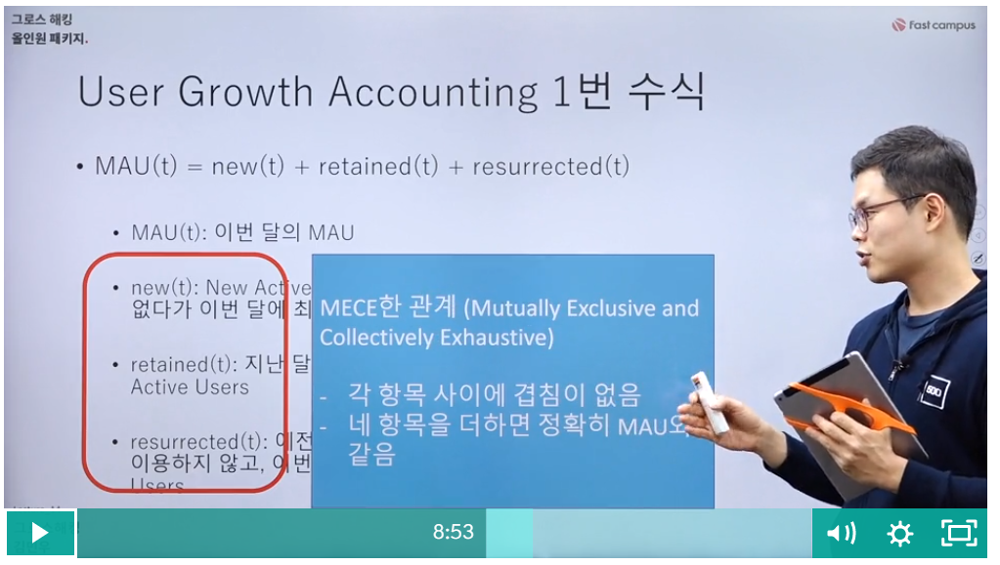 그로스 해킹
올인원 패키지.
Fast campus
User Growth Accounting 1번 수식
• MAU(t) = new(t) + retained(t) + resurrected(t)
• MAU(t): 이번 달의 MAU
• new(t): New Active
없다가 이번 달에 최
• retained(t): 지난 달
Active Users
• resurrected(t): 이전
이용하지 않고, 이번
Users
MECE한 관계 (Mutually Exclusive and
Collectively Exhaustive)
- 각 항목 사이에 겹침이 없음
- 네 항목을 더하면 정확히 MAU와
같음
8:53